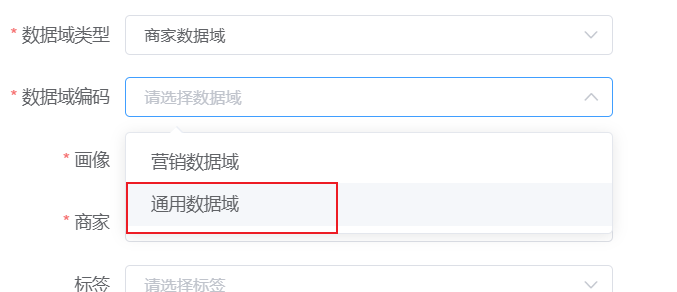 * 数据域类型 商家数据域
* 数据域编码 请选择数据域
* 画像 营销数据域
通用数据域
* 商家
标签 请选择标签